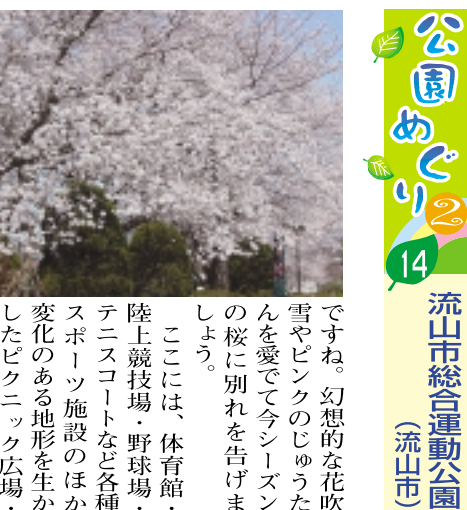 公園めぐり2
14
流山市総合運動公園
(流山市)
ですね。幻想的な花吹
雪やピンクのじゅうた
んを愛でて今シーズン
の桜に別れを告げま
しょう。
ここには、体育館・
陸上競技場・野球場・
テニスコートなど各種
スポーツ施設のほか
変化のある地形を生か
したピクニック広場・